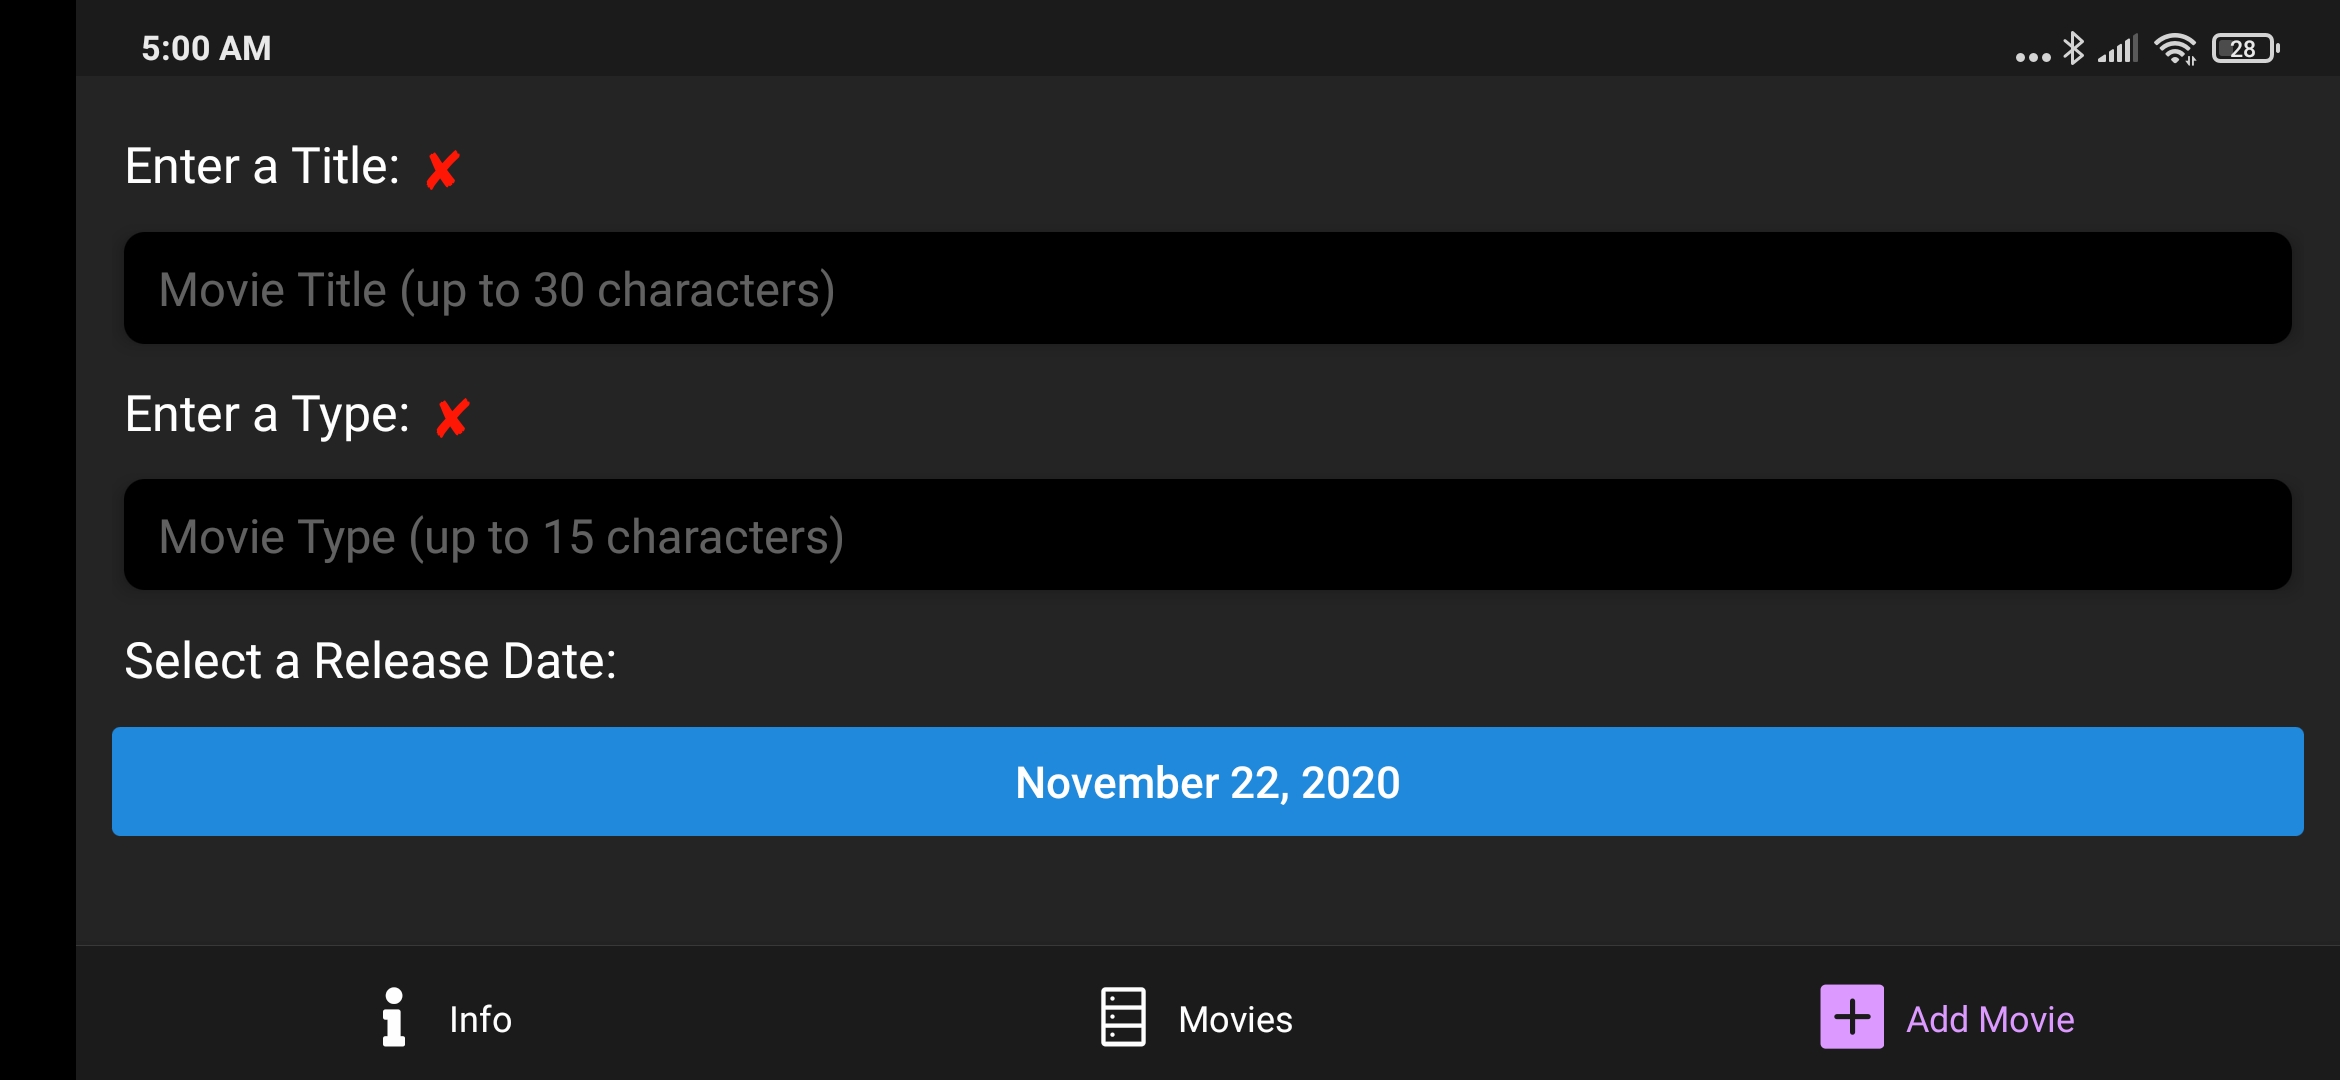 5:00 AM
28
Enter a Title: ✘
Movie Title (up to 30 characters)
Enter a Type: ✘
Movie Type (up to 15 characters)
Select a Release Date:
November 22, 2020
Info
Movies
Add Movie